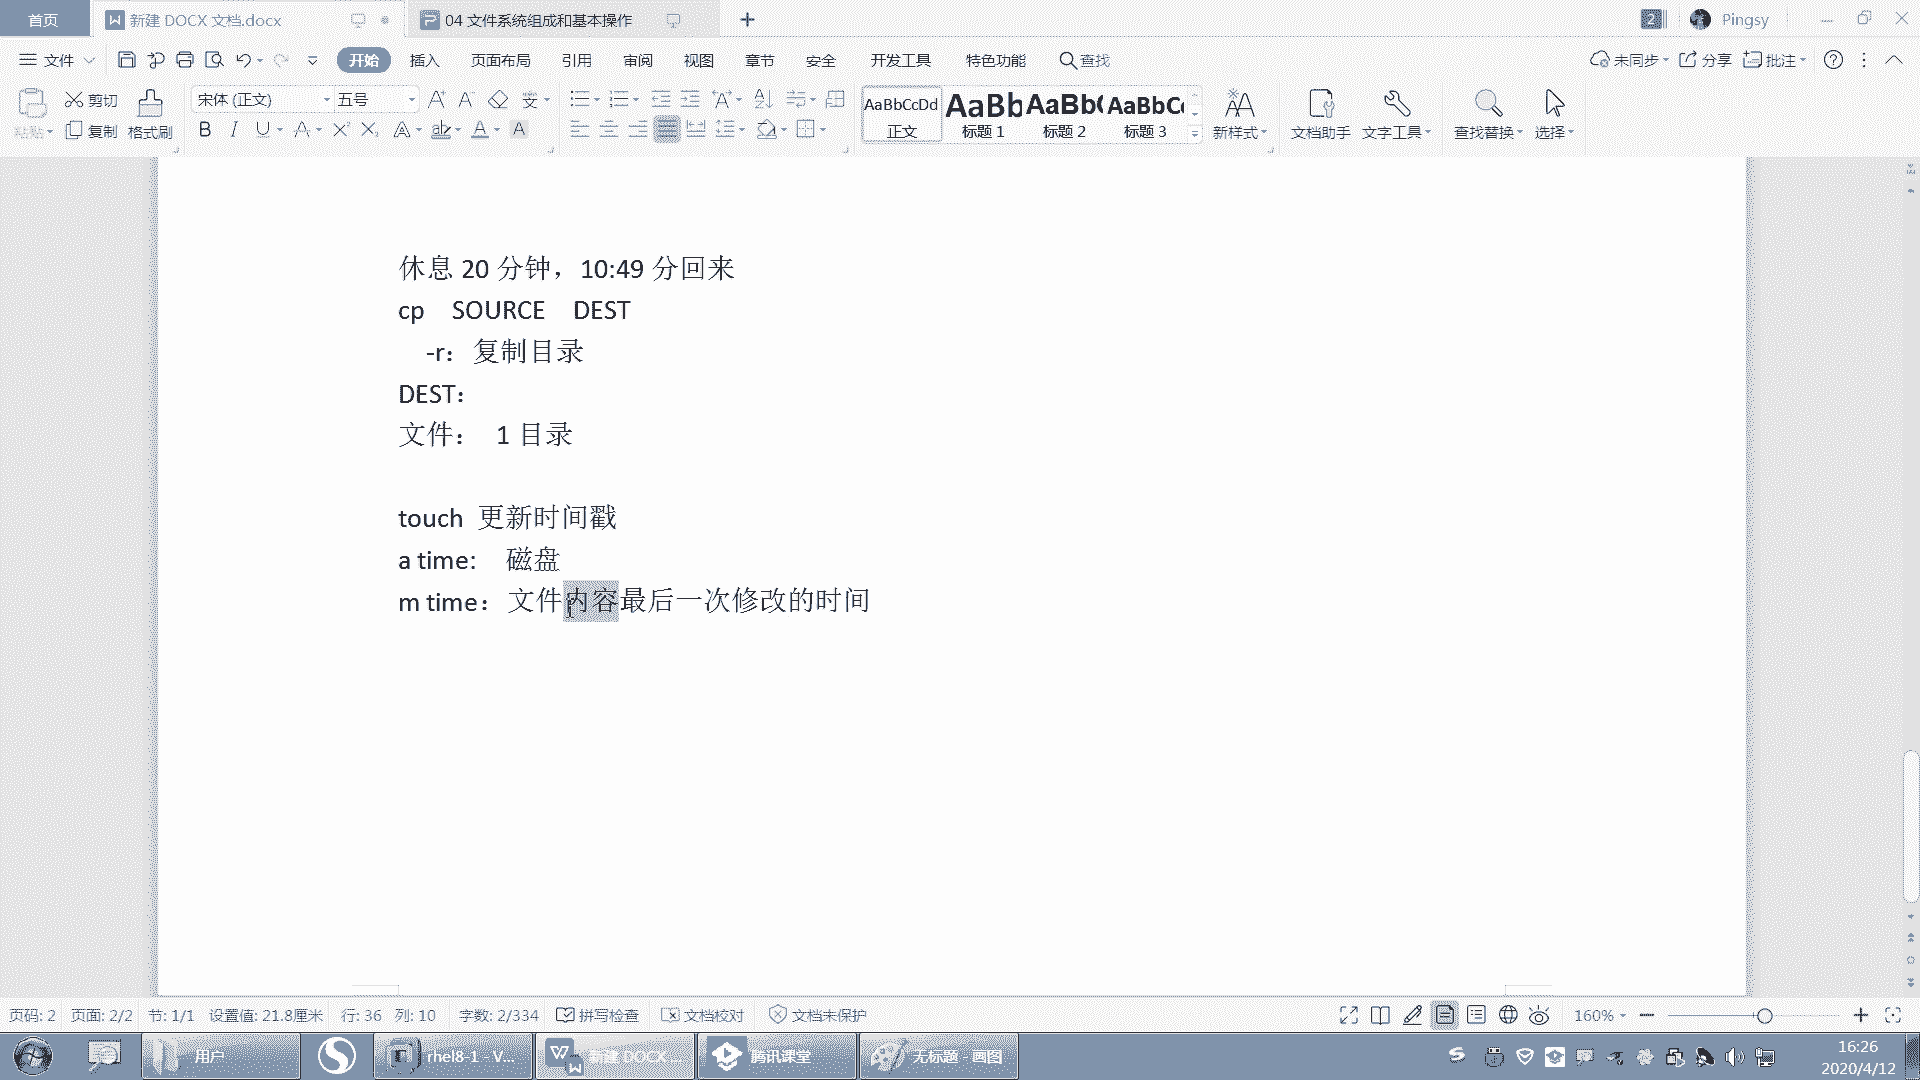 首页 新建 DOCX 文档.docx 04 文件系统组成和基本操作 2 Pingsy
文件 开始 插入 页面布局 引用 审阅 视图 章节 安全 开发工具 特色功能 查找 未同步 分享 批注
剪切 宋体 (正文) 五号 AaBbCcDd AaBb AaBb( AaBbC
粘贴 复制 格式刷 正文 标题 1 标题 2 标题 3 新样式 文档助手 文字工具 查找替换 选择
休息 20 分钟，10:49 分回来
cp SOURCE DEST
-r：复制目录
DEST：
文件： 1 目录
touch 更新时间戳
a time: 磁盘
m time：文件内容最后一次修改的时间
页码: 2 页面: 2/2 节: 1/1 设置值: 21.8厘米 行: 36 列: 10 字数: 2/334 拼写检查 文档校对 文档未保护 160%
用户 rhel8-1 - V... 新建 DOCX ... 腾讯课堂 无标题 - 画图 16:26
2020/4/12